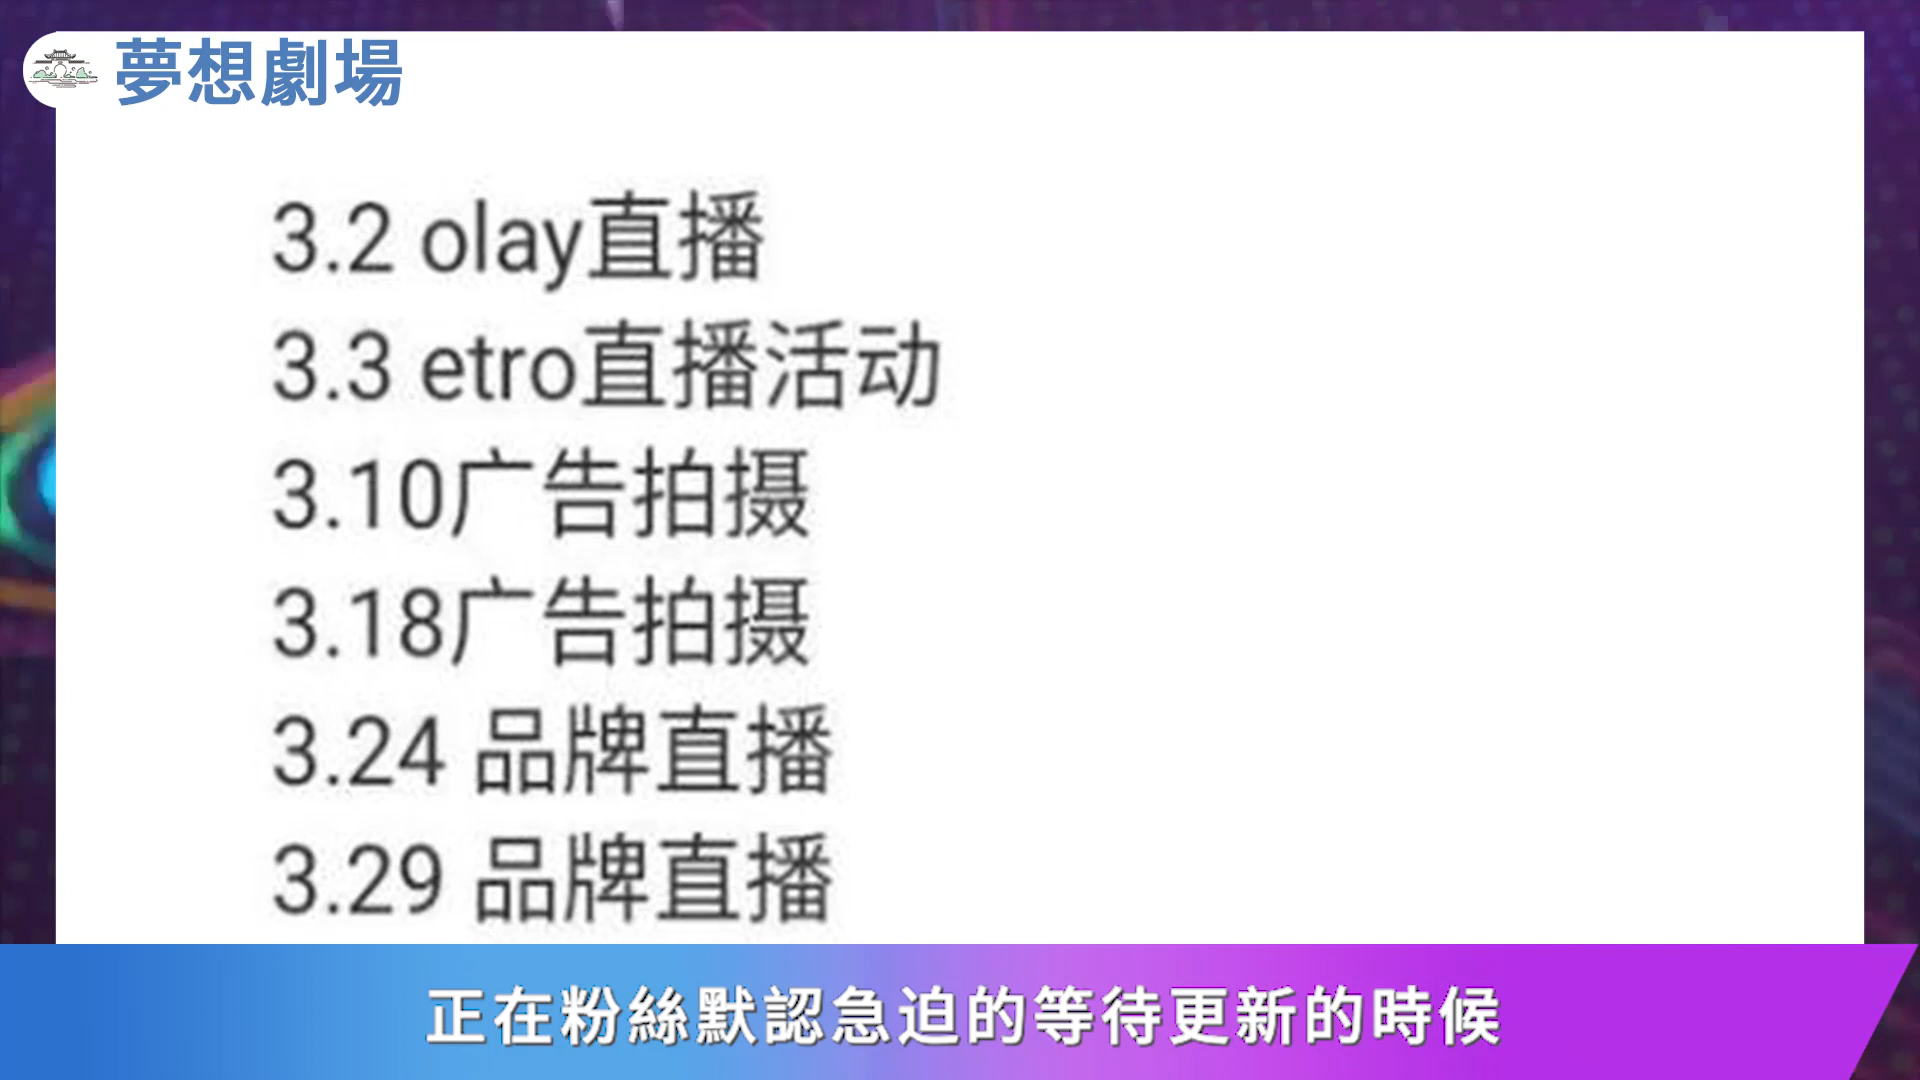 夢想劇場
3.2 olay直播
3.3 etro直播活动
3.10广告拍摄
3.18广告拍摄
3.24 品牌直播
3.29 品牌直播
正在粉絲默認急迫的等待更新的時候